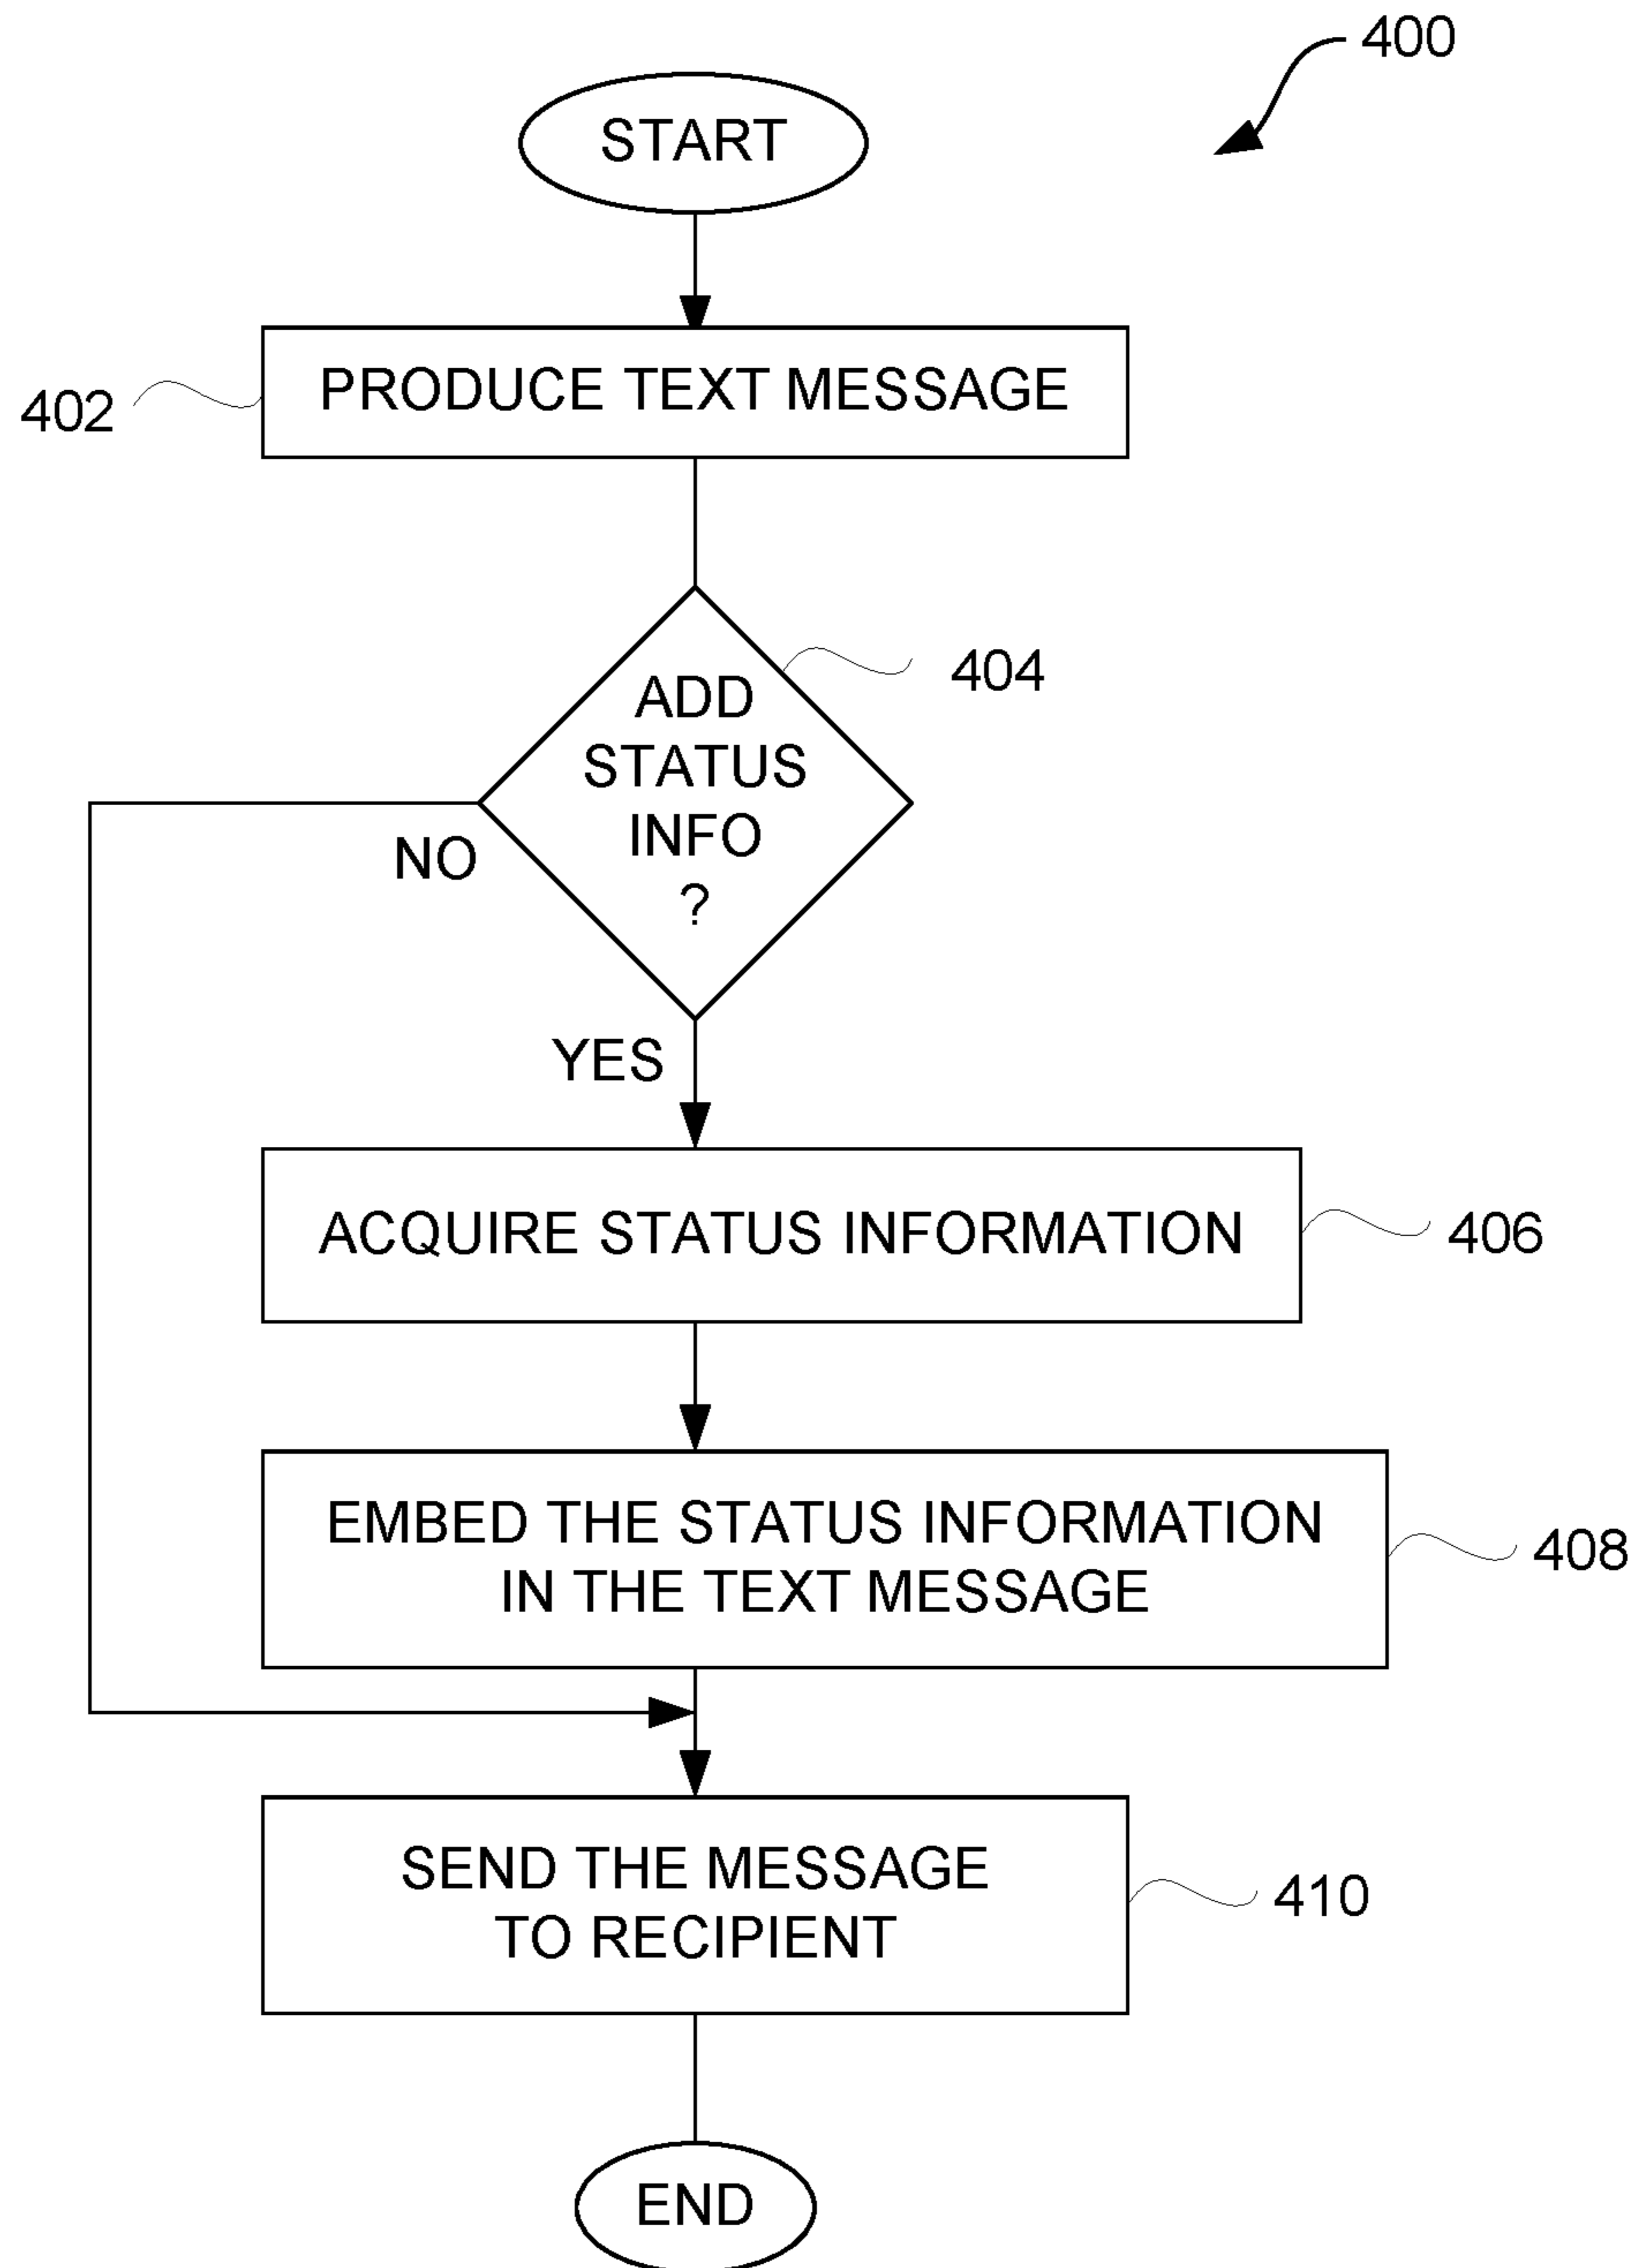 400
START
PRODUCE TEXT MESSAGE
402
404
ADD
STATUS
INFO
?
NO
YES
ACQUIRE STATUS INFORMATION
406
EMBED THE STATUS INFORMATION
IN THE TEXT MESSAGE
408
SEND THE MESSAGE
TO RECIPIENT
410
END